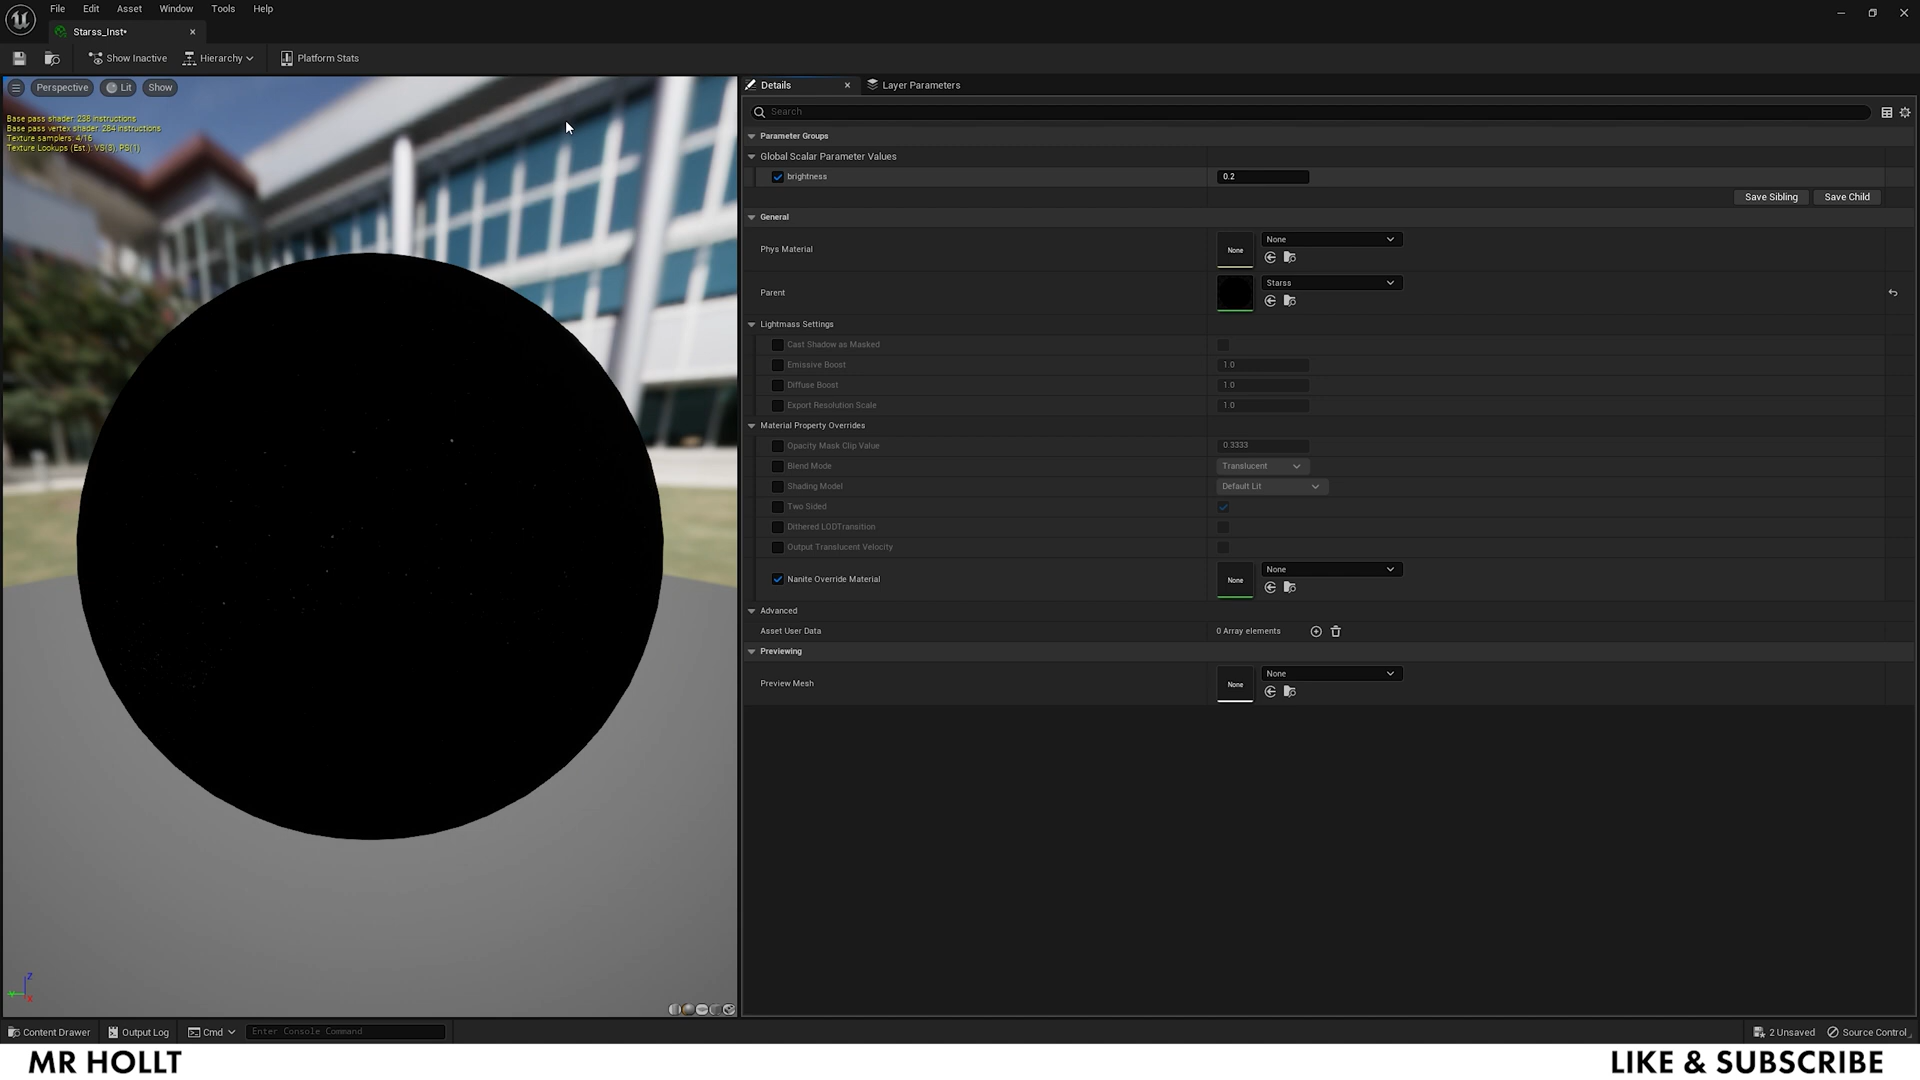 File Edit Asset Window Tools Help
Starss_Inst•
Show Inactive Hierarchy Platform Stats
Perspective Lit Show
Base pass shader: 238 instructions
Base pass vertex shader: 284 instructions
Texture samplers: 4/16
Texture Lookups (Est.): VS(3), PS(1)
Details Layer Parameters
Search
Parameter Groups
Global Scalar Parameter Values
brightness 0.2
Save Sibling Save Child
General
Phys Material None None
Parent Starss
Lightmass Settings
Cast Shadow as Masked
Emissive Boost 1.0
Diffuse Boost 1.0
Export Resolution Scale 1.0
Material Property Overrides
Opacity Mask Clip Value 0.3333
Blend Mode Translucent
Shading Model Default Lit
Two Sided
Dithered LODTransition
Output Translucent Velocity
Nanite Override Material None None
Advanced
Asset User Data 0 Array elements
Previewing
Preview Mesh None None
Z
Y
X
Content Drawer Output Log Cmd Enter Console Command 2 Unsaved Source Control
MR HOLLT LIKE & SUBSCRIBE